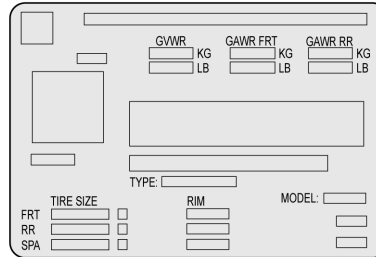 GVWR GAWR FRT GAWR RR
KG KG KG
LB LB LB
TYPE:
TIRE SIZE RIM MODEL:
FRT
RR
SPA